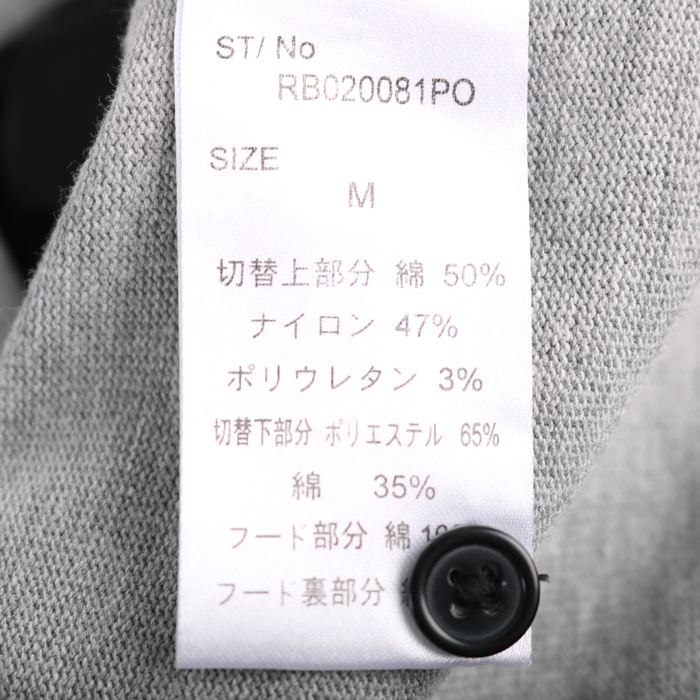 ST/ No
RB020081PO
SIZE
M
切替上部分 綿 50%
ナイロン 47%
ポリウレタン 3%
切替下部分 ポリエステル 65%
綿 35%
フード部分 綿
フード裏部分